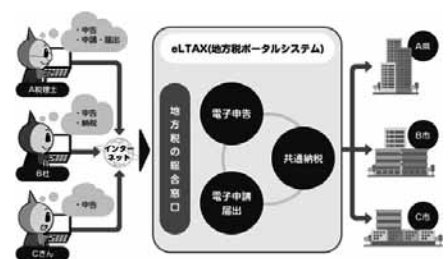 ・申告
・申請・届出
A税理士
・申告
・納税
B社
・申告
Cさん
インター
ネット
eLTAX(地方税ポータルシステム)
地方税の総合窓口
電子申告
共通納税
電子申請
届出
A県
B市
C市